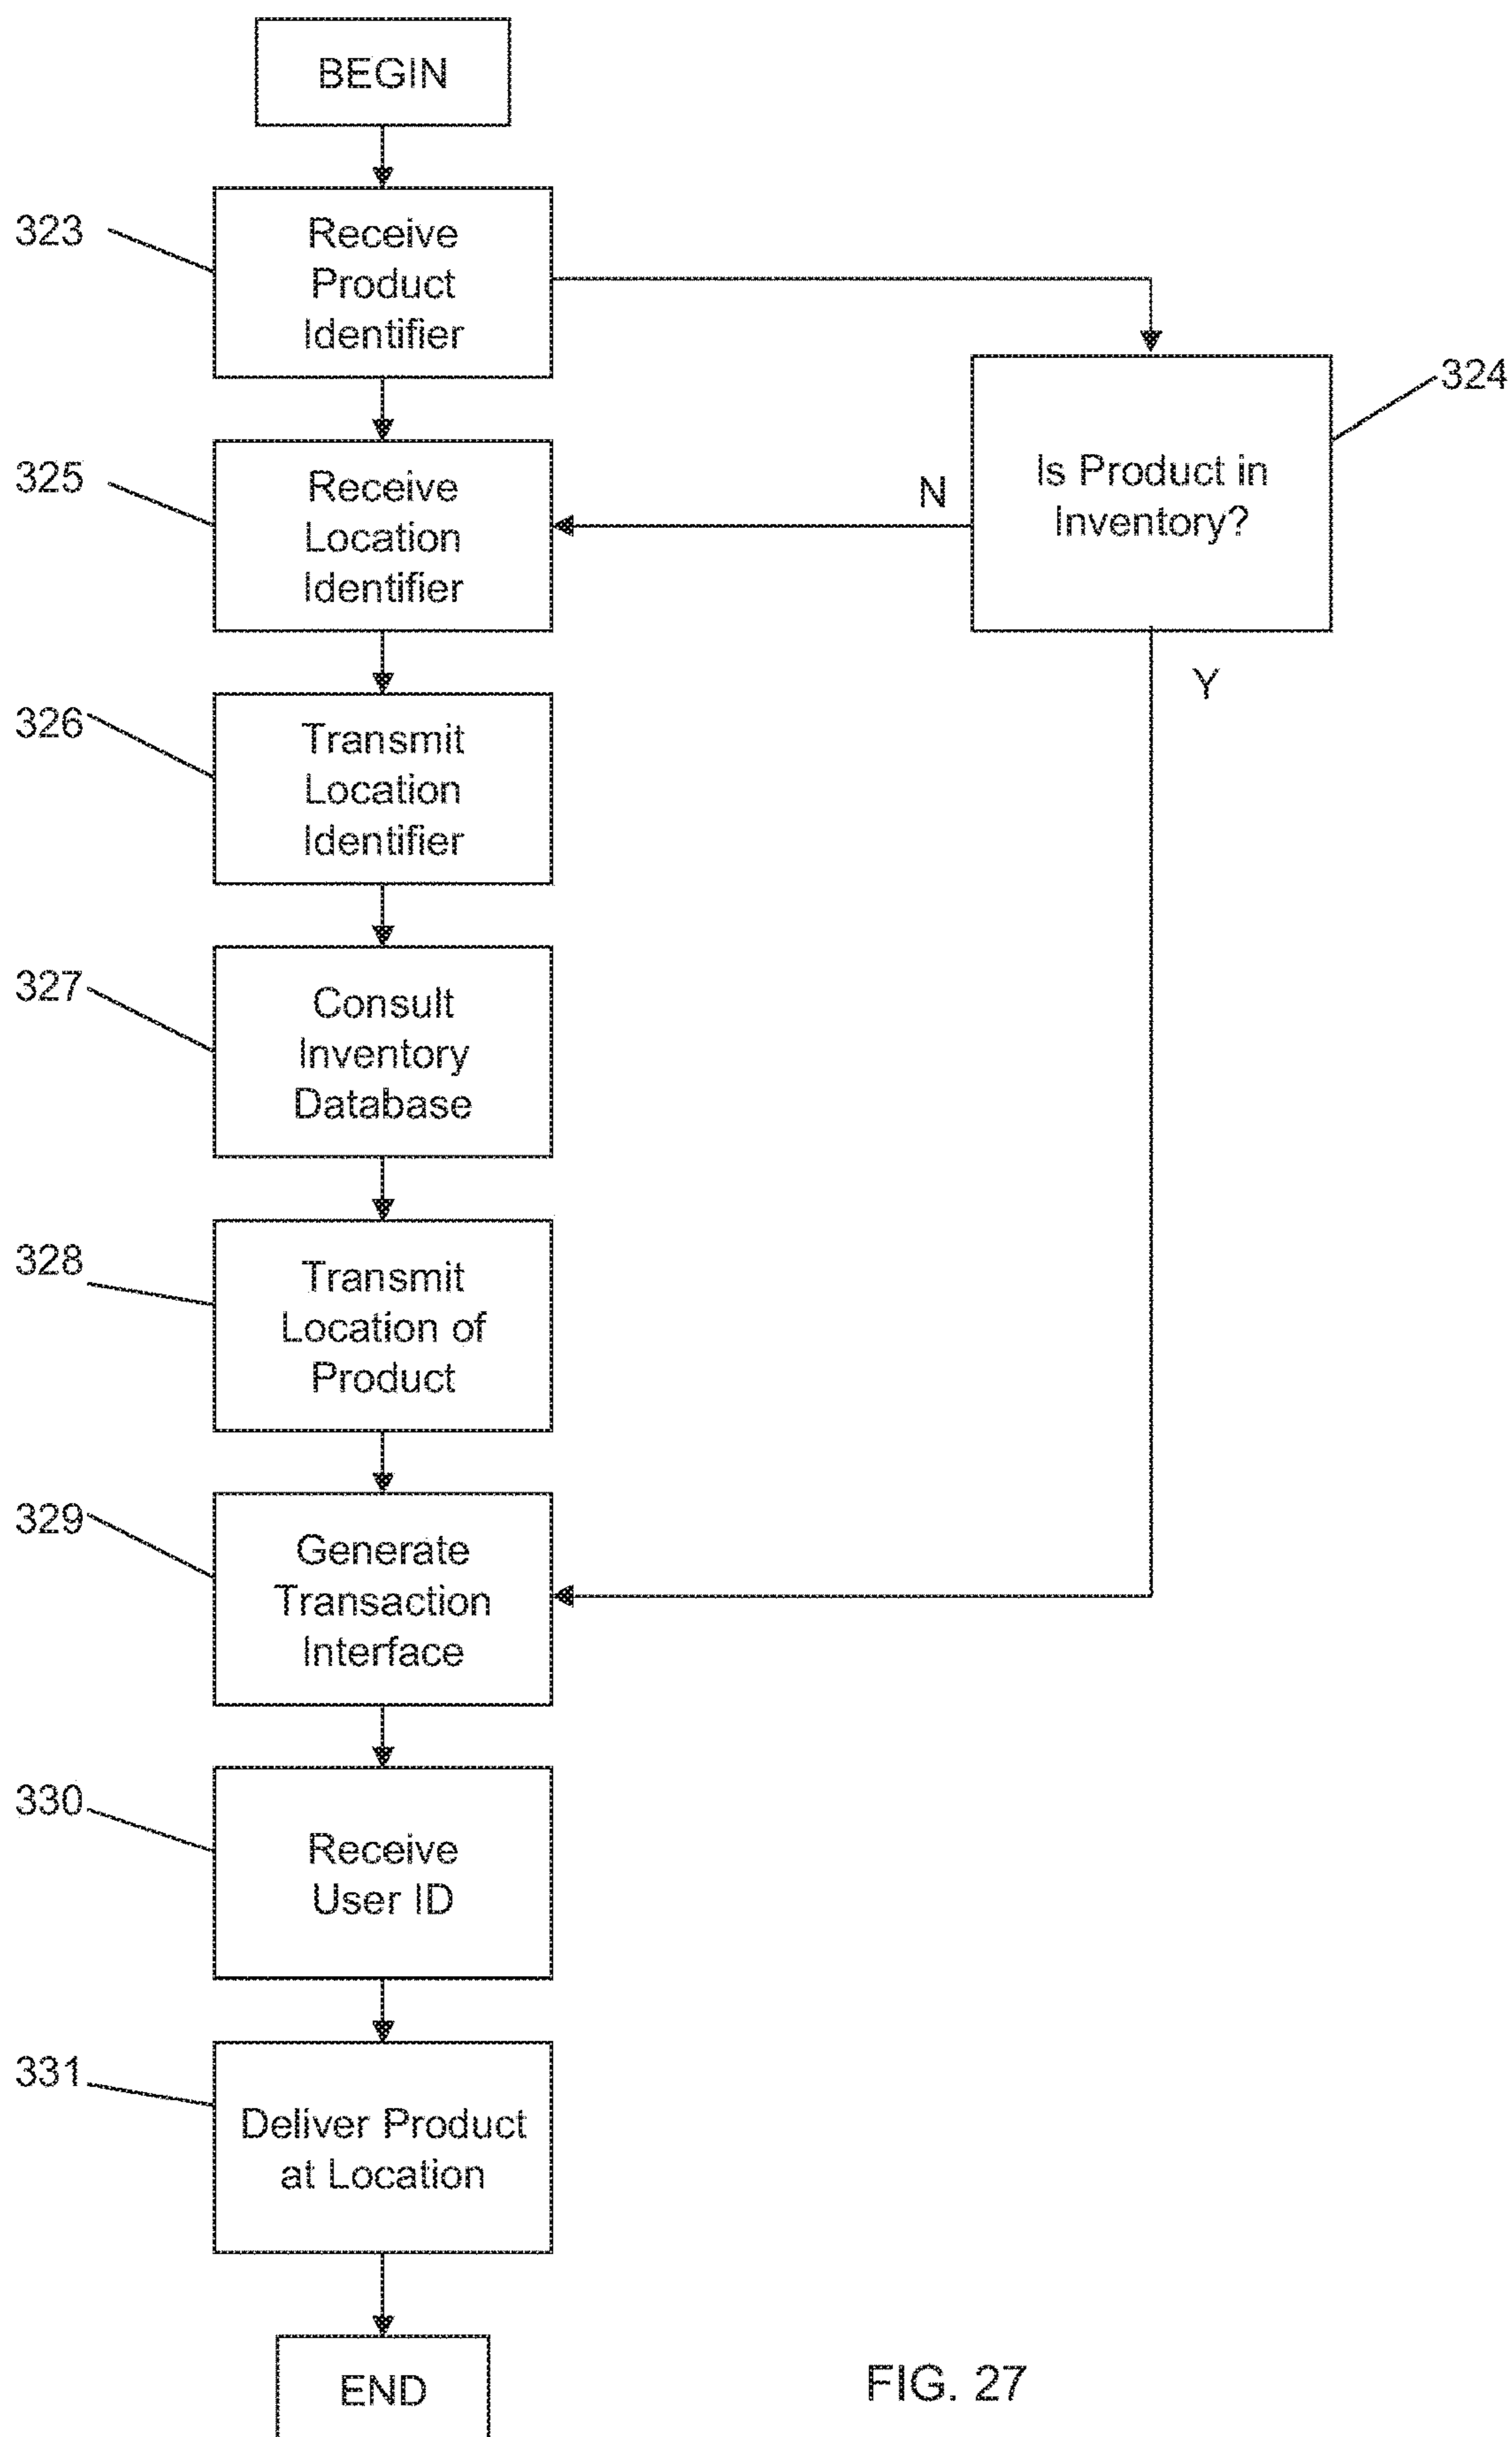 BEGIN
323
Receive
Product
Identifier
324
Is Product in
Inventory?
N
Y
325
Receive
Location
Identifier
326
Transmit
Location
Identifier
327
Consult
Inventory
Database
328
Transmit
Location of
Product
329
Generate
Transaction
Interface
330
Receive
User ID
331
Deliver Product
at Location
END
FIG. 27